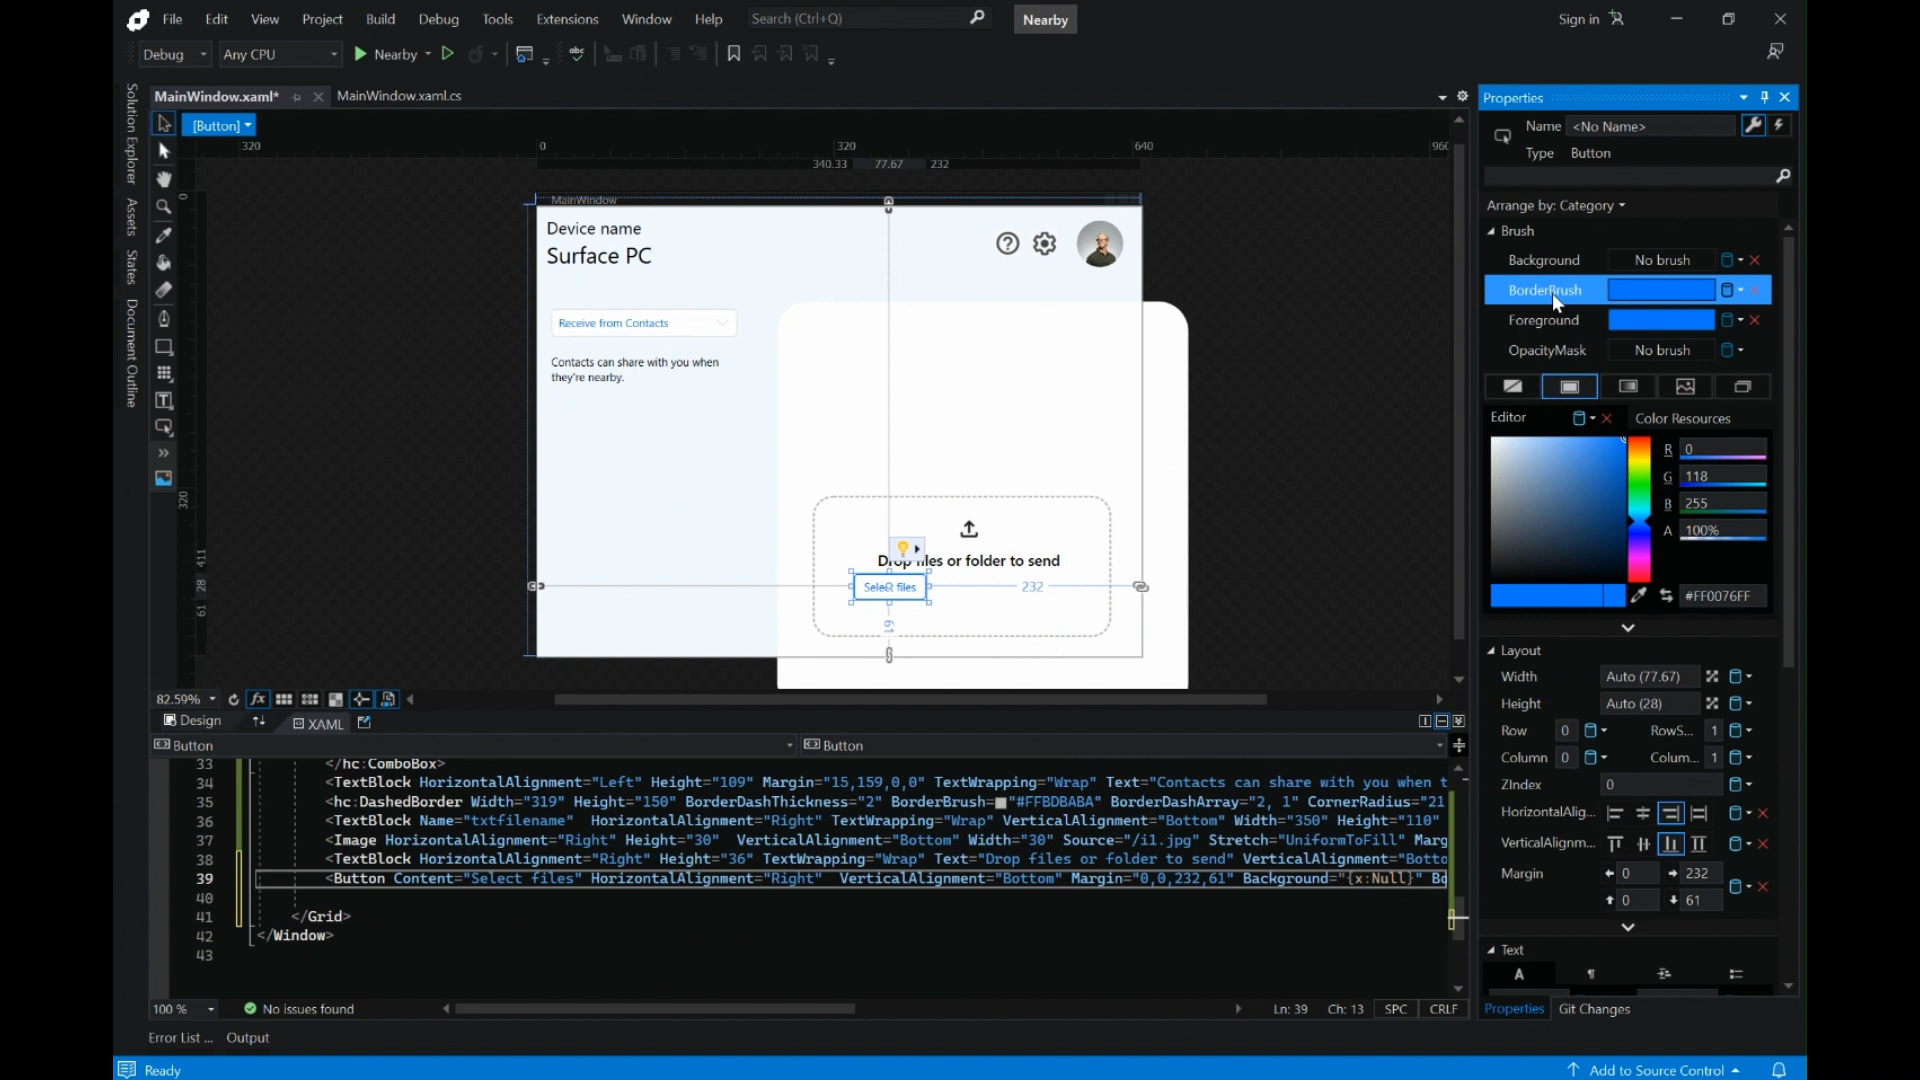 File Edit View Project Build Debug Tools Extensions Window Help Search (Ctrl+Q) Nearby Sign in
Debug Any CPU Nearby
MainWindow.xaml* MainWindow.xaml.cs
[Button]
Solution Explorer
Assets
States
Document Outline
320 0 320 640 960
340.33 77.67 232
0
320
411
28
61
MainWindow
Device name
Surface PC
Receive from Contacts
Contacts can share with you when
they're nearby.
Drop files or folder to send
Select files
232
61
82.59% fx
Design XAML
Button Button
33 </hc:ComboBox>
34 <TextBlock HorizontalAlignment="Left" Height="109" Margin="15,159,0,0" TextWrapping="Wrap" Text="Contacts can share with you when t
35 <hc:DashedBorder Width="319" Height="150" BorderDashThickness="2" BorderBrush="#FFBDBABA" BorderDashArray="2, 1" CornerRadius="21
36 <TextBlock Name="txtfilename" HorizontalAlignment="Right" TextWrapping="Wrap" VerticalAlignment="Bottom" Width="350" Height="110"
37 <Image HorizontalAlignment="Right" Height="30" VerticalAlignment="Bottom" Width="30" Source="/i1.jpg" Stretch="UniformToFill" Marg
38 <TextBlock HorizontalAlignment="Right" Height="36" TextWrapping="Wrap" Text="Drop files or folder to send" VerticalAlignment="Botto
39 <Button Content="Select files" HorizontalAlignment="Right" VerticalAlignment="Bottom" Margin="0,0,232,61" Background="{x:Null}" Bo
40
41 </Grid>
42 </Window>
43
100 % No issues found Ln: 39 Ch: 13 SPC CRLF
Error List ... Output
Ready Add to Source Control
Properties
Name <No Name>
Type Button
Arrange by: Category
Brush
Background No brush
BorderBrush
Foreground
OpacityMask No brush
Editor Color Resources
R 0
G 118
B 255
A 100%
#FF0076FF
Layout
Width Auto (77.67)
Height Auto (28)
Row 0 RowS... 1
Column 0 Colum... 1
ZIndex 0
HorizontalAlig...
VerticalAlignm...
Margin 0 232
0 61
Text
A ¶
Properties Git Changes